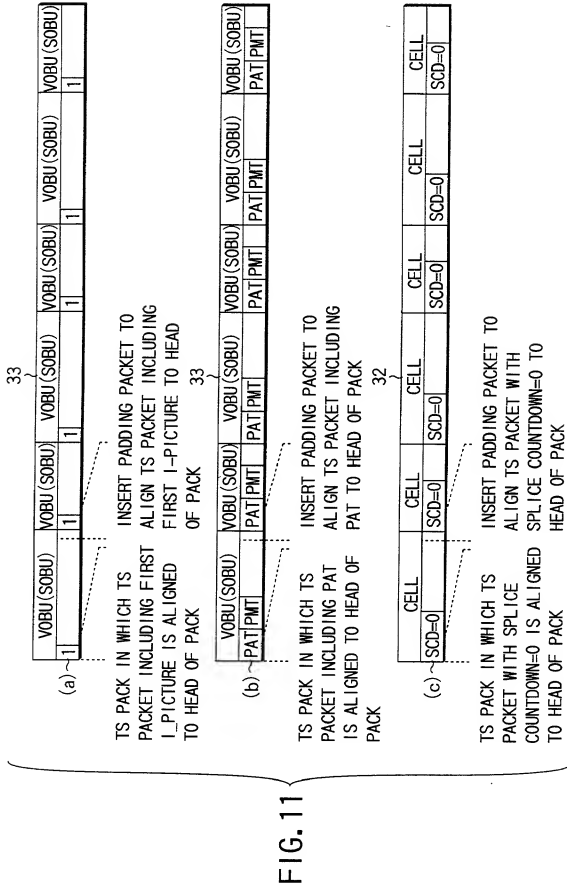 33
VOBU(SOBU) VOBU(SOBU) VOBU(SOBU) VOBU(SOBU) VOBU(SOBU) VOBU(SOBU)
(a) 1 1 1 1 1 1
TS PACK IN WHICH TS
PACKET INCLUDING FIRST
I_PICTURE IS ALIGNED
TO HEAD OF PACK
INSERT PADDING PACKET TO
ALIGN TS PACKET INCLUDING
FIRST I-PICTURE TO HEAD
OF PACK
33
VOBU(SOBU) VOBU(SOBU) VOBU(SOBU) VOBU(SOBU) VOBU(SOBU) VOBU(SOBU)
(b) PAT PMT PAT PMT PAT PMT PAT PMT PAT PMT PAT PMT
TS PACK IN WHICH TS
PACKET INCLUDING PAT
IS ALIGNED TO HEAD OF
PACK
INSERT PADDING PACKET TO
ALIGN TS PACKET INCLUDING
PAT TO HEAD OF PACK
32
CELL CELL CELL CELL CELL CELL
(c) SCD=0 SCD=0 SCD=0 SCD=0 SCD=0 SCD=0
TS PACK IN WHICH TS
PACKET WITH SPLICE
COUNTDOWN=0 IS ALIGNED
TO HEAD OF PACK
INSERT PADDING PACKET TO
ALIGN TS PACKET WITH
SPLICE COUNTDOWN=0 TO
HEAD OF PACK
FIG. 11